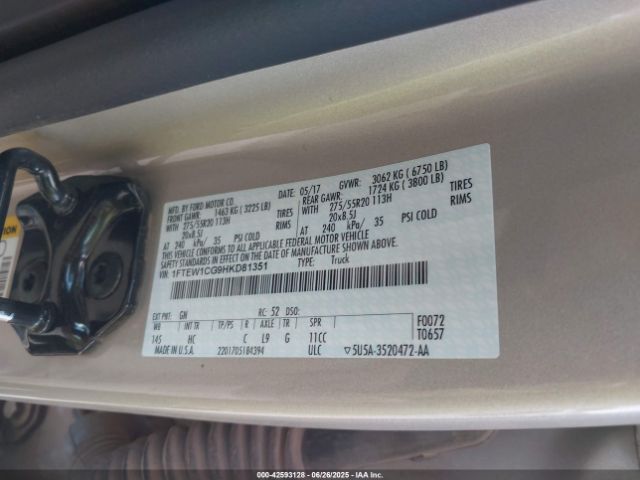 MFD. BY FORD MOTOR CO.
05/17
GVWR: 3062 KG ( 6750 LB)
FRONT GAWR: 1463 KG ( 3225 LB)
REAR GAWR: 1724 KG ( 3800 LB)
WITH 275/55R20 113H TIRES
WITH 275/55R20 113H TIRES
20x8.5J RIMS
20x8.5J RIMS
AT 240 kPa/ 35 PSI COLD
AT 240 kPa/ 35 PSI COLD
THIS VEHICLE CONFORMS TO ALL APPLICABLE FEDERAL MOTOR VEHICLE
SAFETY STANDARDS IN EFFECT ON THE DATE OF MANUFACTURE SHOWN ABOVE.
VIN: 1FTEW1CG9HKD81351
TYPE: Truck
EXT PNT: GN RC: 52 DSO:
WB INT TR TP/PS R AXLE TR SPR F0072
145 HC C L9 G 11CC T0657
MADE IN U.S.A. 2201705184394 ULC ▽5U5A-3520472-AA
000-42593128 - 06/26/2025 - IAAI.COM